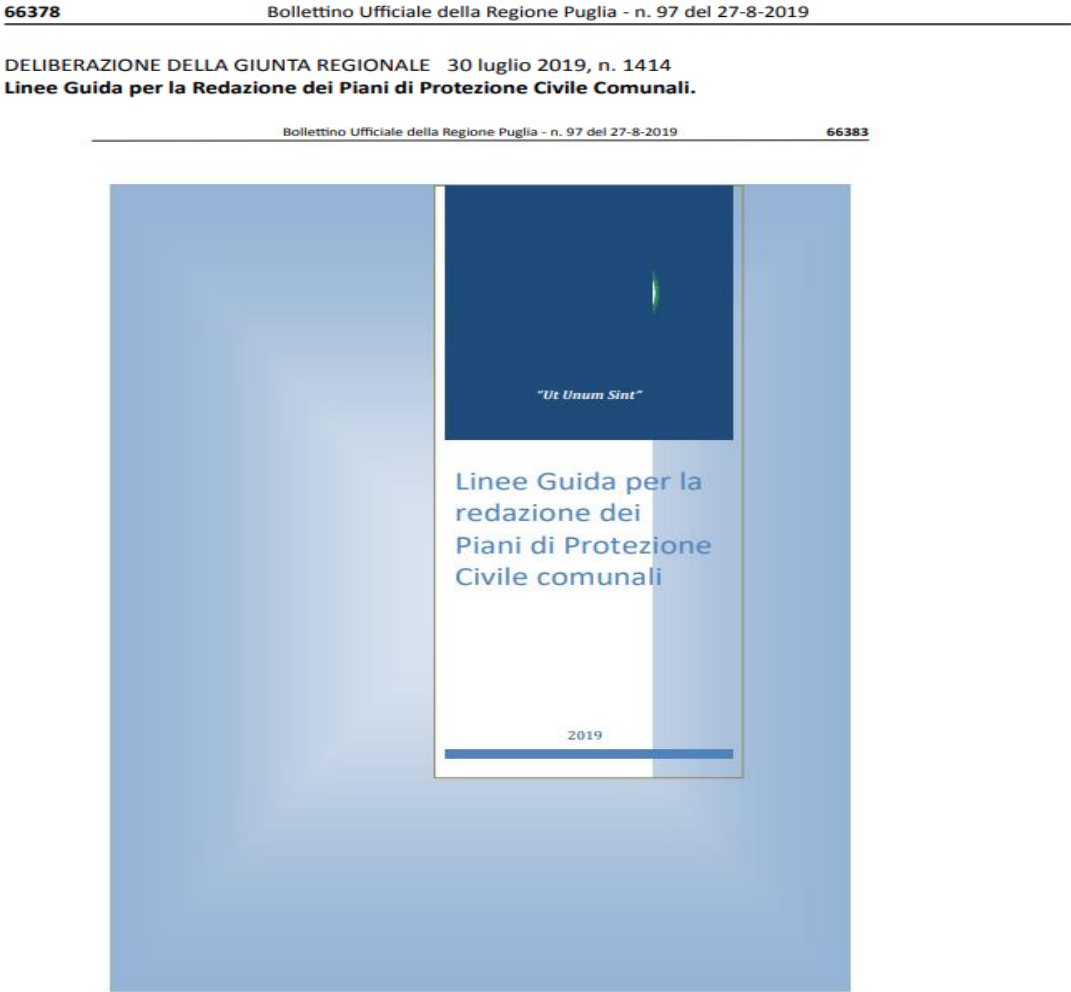 66378 Bollettino Ufficiale della Regione Puglia - n. 97 del 27-8-2019
DELIBERAZIONE DELLA GIUNTA REGIONALE 30 luglio 2019, n. 1414
Linee Guida per la Redazione dei Piani di Protezione Civile Comunali.
Bollettino Ufficiale della Regione Puglia - n. 97 del 27-8-2019 66383
"Ut Unum Sint"
Linee Guida per la
redazione dei
Piani di Protezione
Civile comunali
2019